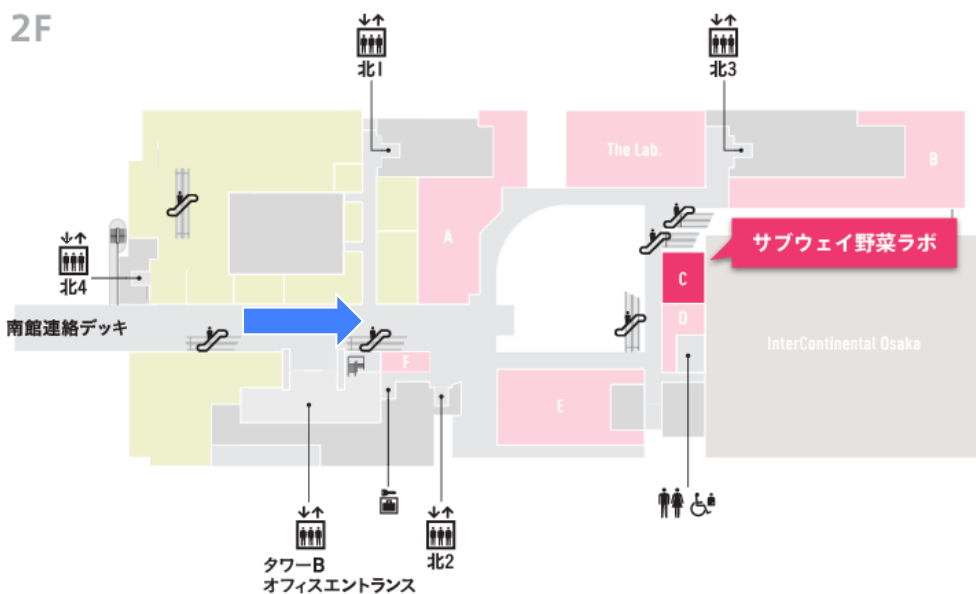 2F
北1
北3
The Lab.
B
A
サブウェイ野菜ラボ
北4
C
南館連絡デッキ
D
InterContinental Osaka
F
E
タワーB
オフィスエントランス
北2